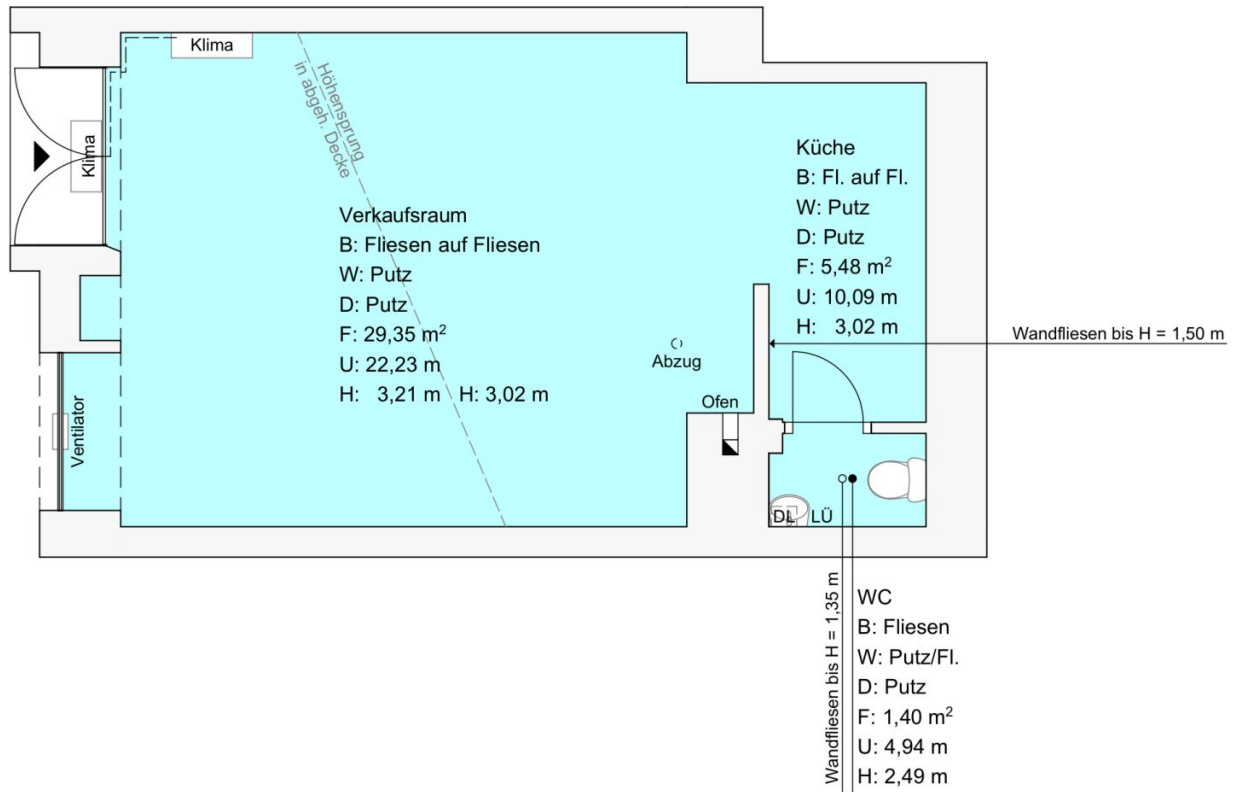 Klima
Klima
Höhensprung
in abgeh. Decke
Verkaufsraum
B: Fliesen auf Fliesen
W: Putz
D: Putz
F: 29,35 m²
U: 22,23 m
H: 3,21 m H: 3,02 m
Küche
B: Fl. auf Fl.
W: Putz
D: Putz
F: 5,48 m²
U: 10,09 m
H: 3,02 m
Wandfliesen bis H = 1,50 m
Abzug
Ofen
Ventilator
DL LÜ
Wandfliesen bis H = 1,35 m
WC
B: Fliesen
W: Putz/Fl.
D: Putz
F: 1,40 m²
U: 4,94 m
H: 2,49 m